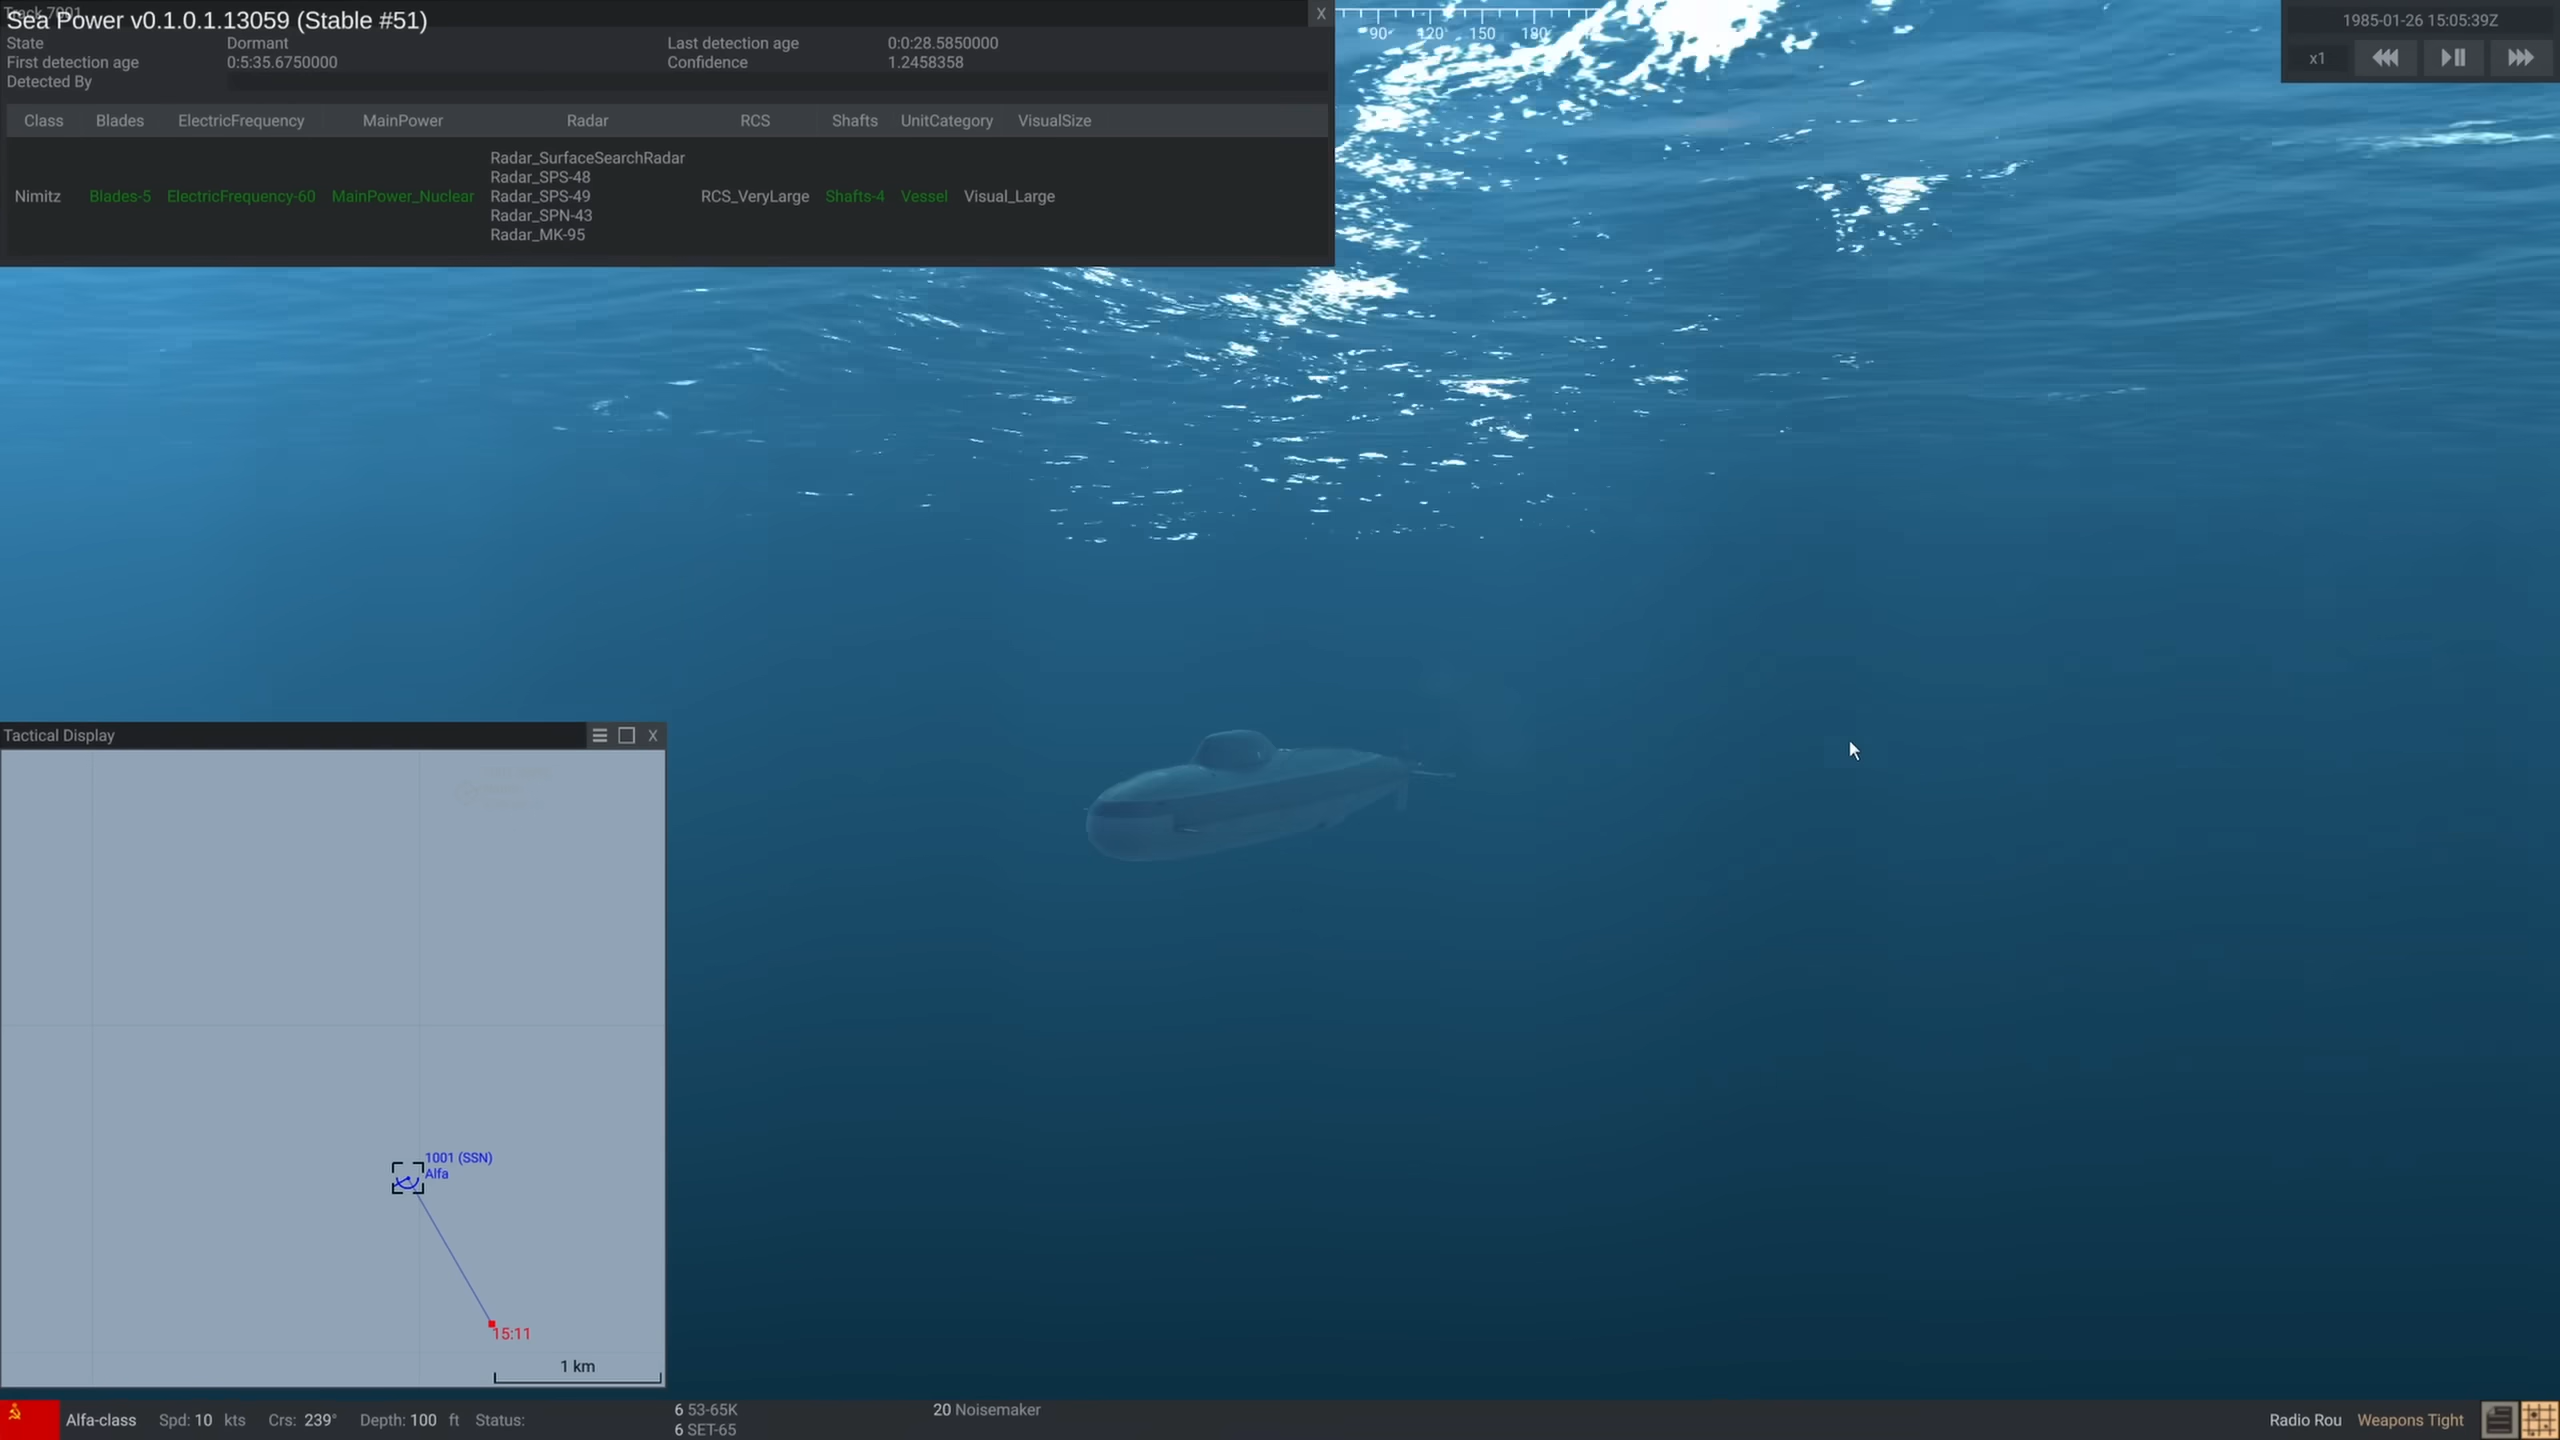 Sea Power v0.1.0.1.13059 (Stable #51)
X
State Dormant Last detection age 0:0:28.5850000
First detection age 0:5:35.6750000 Confidence 1.2458358
Detected By
Class Blades ElectricFrequency MainPower Radar RCS Shafts UnitCategory VisualSize
Radar_SurfaceSearchRadar
Radar_SPS-48
Nimitz Blades-5 ElectricFrequency-60 MainPower_Nuclear Radar_SPS-49 RCS_VeryLarge Shafts-4 Vessel Visual_Large
Radar_SPN-43
Radar_MK-95
90 120 150 180
1985-01-26 15:05:39Z
x1
Tactical Display X
1001 (SSN)
Alfa
15:11
1 km
Alfa-class Spd: 10 kts Crs: 239° Depth: 100 ft Status:
6 53-65K
6 SET-65
20 Noisemaker
Radio Rou Weapons Tight